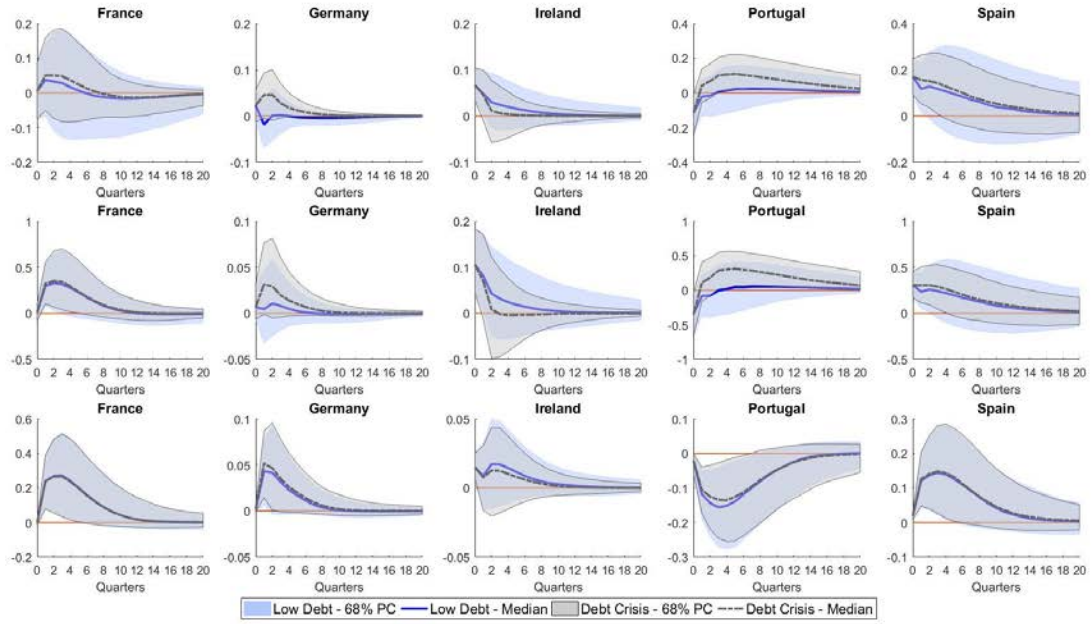 France
0.2
0.1
0
-0.1
-0.2
0 2 4 6 8 10 12 14 16 18 20
Quarters
Germany
0.2
0.1
0
-0.1
0 2 4 6 8 10 12 14 16 18 20
Quarters
Ireland
0.2
0.1
0
-0.1
0 2 4 6 8 10 12 14 16 18 20
Quarters
Portugal
0.4
0.2
0
-0.2
-0.4
0 2 4 6 8 10 12 14 16 18 20
Quarters
Spain
0.4
0.2
0
-0.2
0 2 4 6 8 10 12 14 16 18 20
Quarters
France
1
0.5
0
-0.5
0 2 4 6 8 10 12 14 16 18 20
Quarters
Germany
0.1
0.05
0
-0.05
0 2 4 6 8 10 12 14 16 18 20
Quarters
Ireland
0.2
0.1
0
-0.1
0 2 4 6 8 10 12 14 16 18 20
Quarters
Portugal
1
0.5
0
-0.5
-1
0 2 4 6 8 10 12 14 16 18 20
Quarters
Spain
1
0.5
0
-0.5
0 2 4 6 8 10 12 14 16 18 20
Quarters
France
0.6
0.4
0.2
0
-0.2
0 2 4 6 8 10 12 14 16 18 20
Quarters
Germany
0.1
0.05
0
-0.05
0 2 4 6 8 10 12 14 16 18 20
Quarters
Ireland
0.05
0
-0.05
0 2 4 6 8 10 12 14 16 18 20
Quarters
Portugal
0.1
0
-0.1
-0.2
-0.3
0 2 4 6 8 10 12 14 16 18 20
Quarters
Spain
0.3
0.2
0.1
0
-0.1
0 2 4 6 8 10 12 14 16 18 20
Quarters
Low Debt - 68% PC Low Debt - Median Debt Crisis - 68% PC Debt Crisis - Median